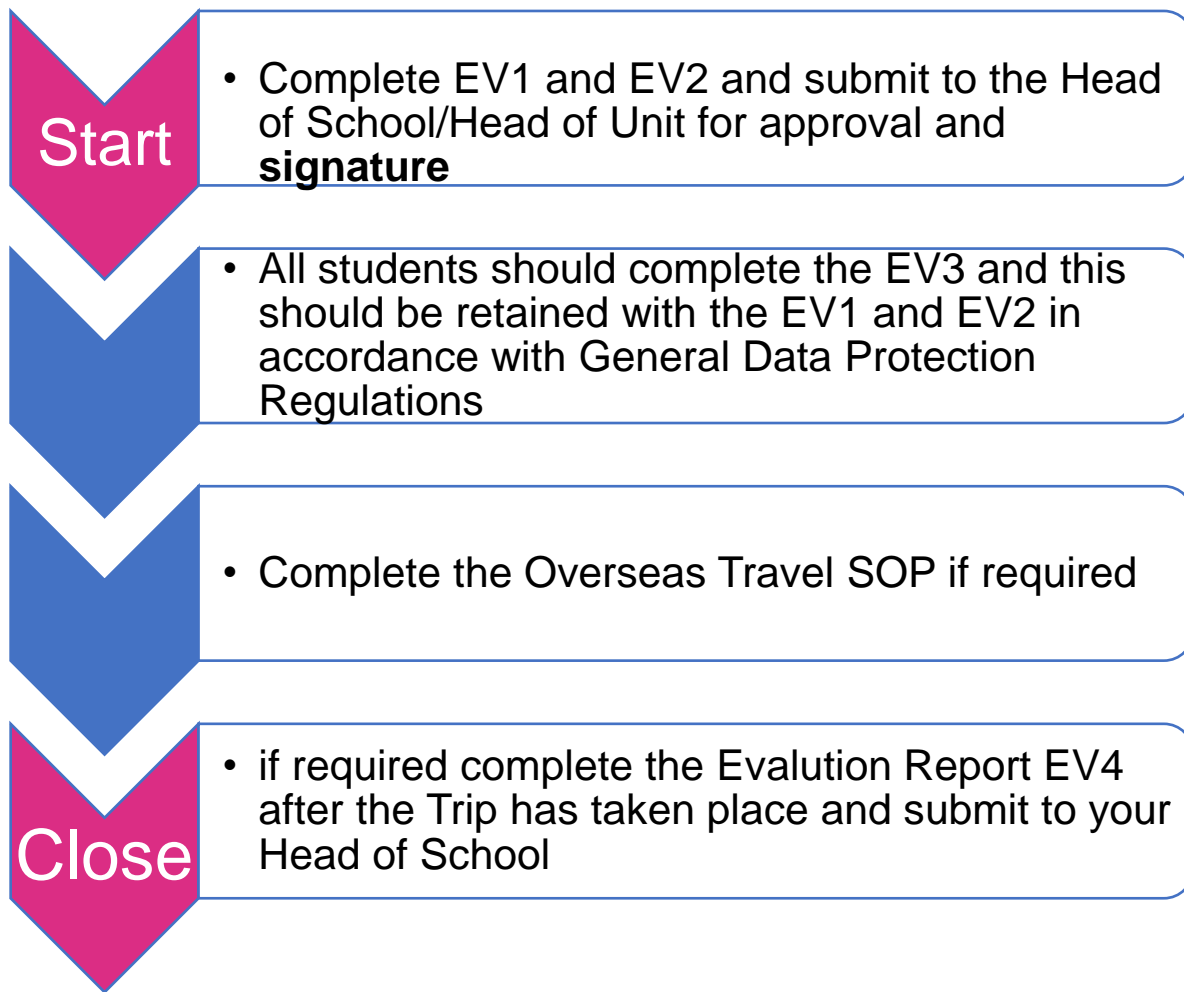 Start
• Complete EV1 and EV2 and submit to the Head
of School/Head of Unit for approval and
signature
• All students should complete the EV3 and this
should be retained with the EV1 and EV2 in
accordance with General Data Protection
Regulations
• Complete the Overseas Travel SOP if required
Close
• if required complete the Evalution Report EV4
after the Trip has taken place and submit to your
Head of School